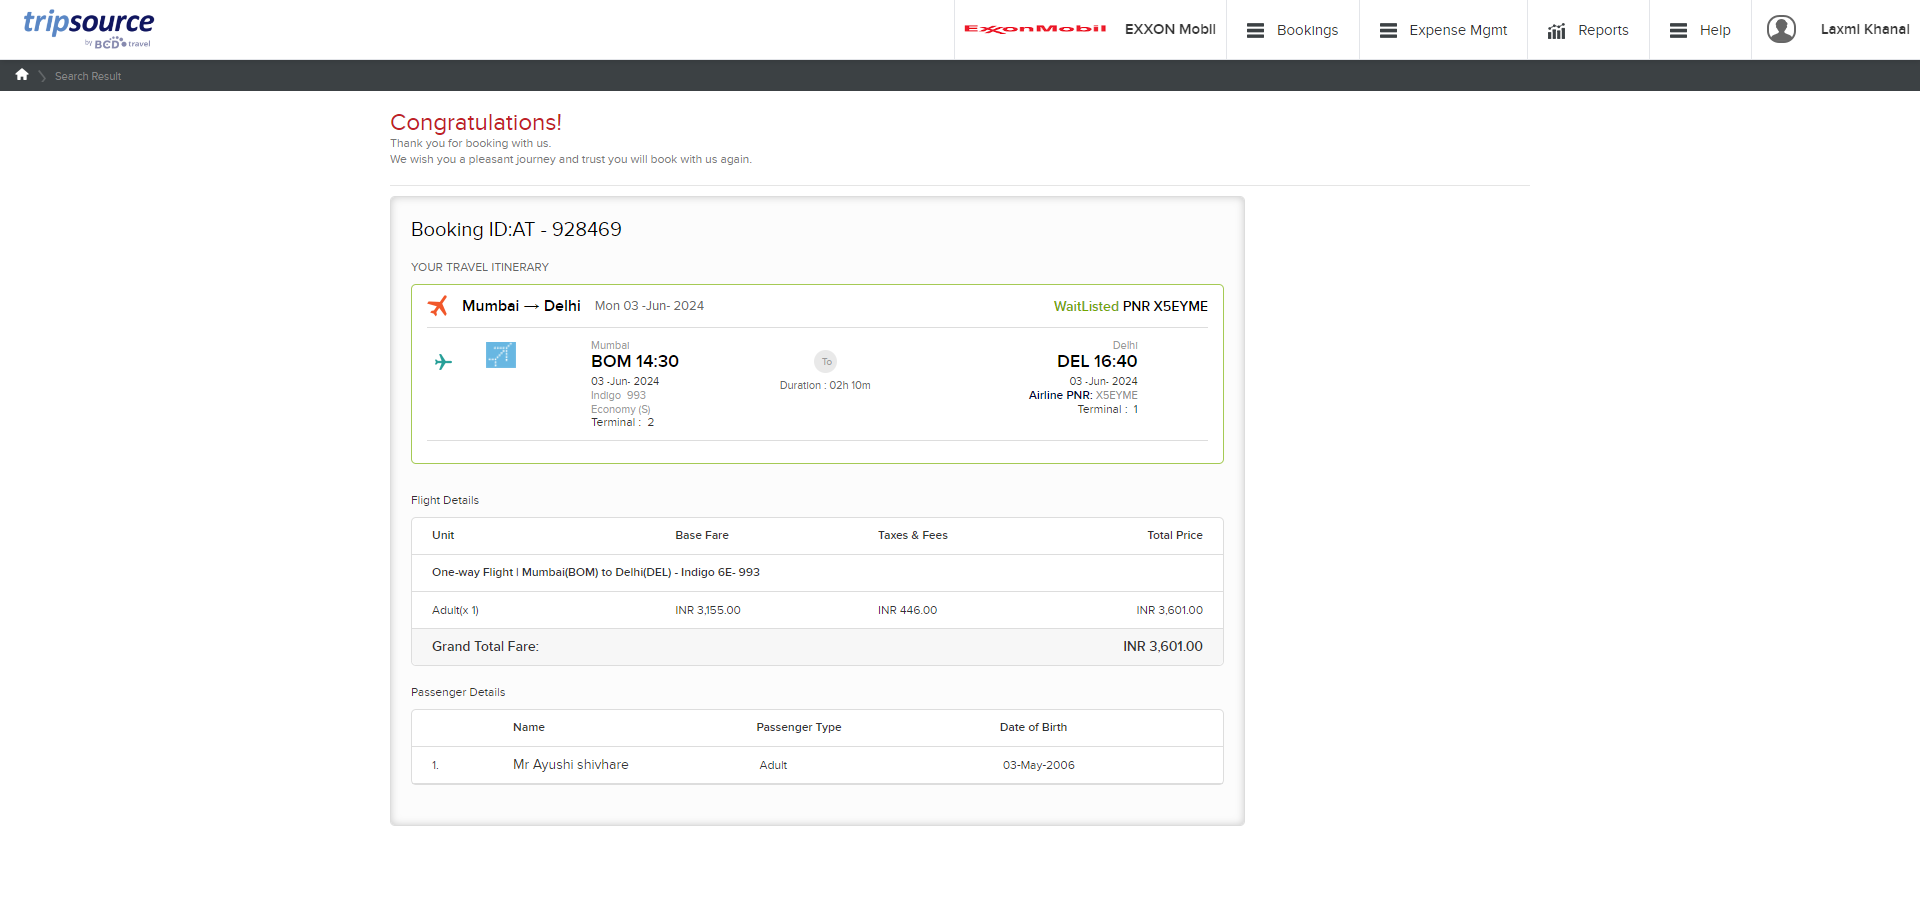 tripsource
by BCD travel
ExxonMobil
EXXON Mobil
Bookings
Expense Mgmt
Reports
Help
Laxmi Khanal
Search Result
Congratulations!
Thank you for booking with us.
We wish you a pleasant journey and trust you will book with us again.
Booking ID:AT - 928469
YOUR TRAVEL ITINERARY
Mumbai → Delhi Mon 03 -Jun- 2024
WaitListed PNR X5EYME
Mumbai
BOM 14:30
03 -Jun- 2024
Indigo 993
Economy (S)
Terminal : 2
To
Duration : 02h 10m
Delhi
DEL 16:40
03 -Jun- 2024
Airline PNR: X5EYME
Terminal : 1
Flight Details
Unit Base Fare Taxes & Fees Total Price
One-way Flight | Mumbai(BOM) to Delhi(DEL) - Indigo 6E- 993
Adult(x 1) INR 3,155.00 INR 446.00 INR 3,601.00
Grand Total Fare: INR 3,601.00
Passenger Details
Name Passenger Type Date of Birth
1. Mr Ayushi shivhare Adult 03-May-2006